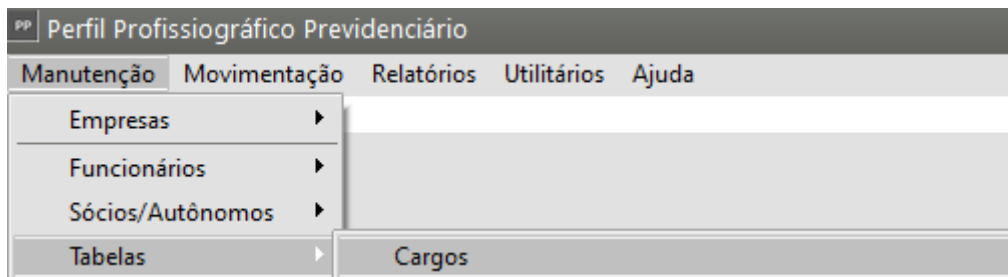 PP Perfil Profissiográfico Previdenciário
Manutenção Movimentação Relatórios Utilitários Ajuda
Empresas
Funcionários
Sócios/Autônomos
Tabelas Cargos